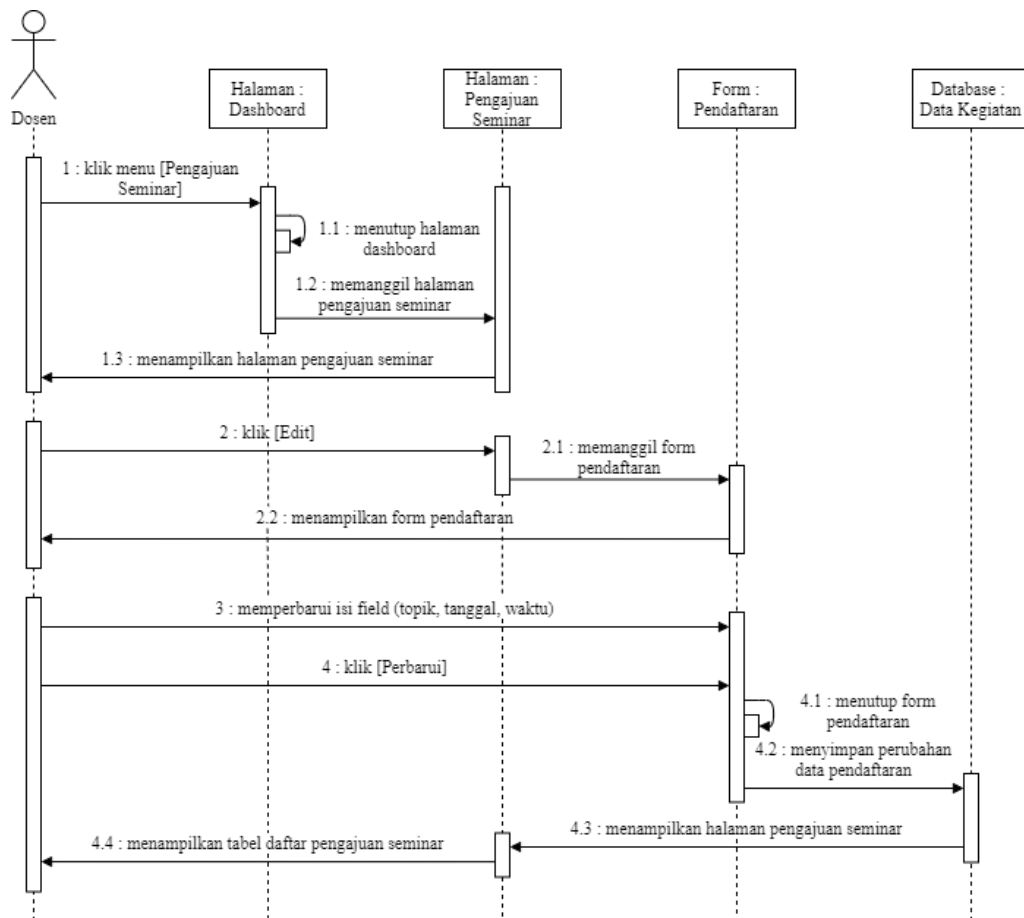 Dosen
Halaman :
Dashboard
Halaman :
Pengajuan
Seminar
Form :
Pendaftaran
Database :
Data Kegiatan
1 : klik menu [Pengajuan
Seminar]
1.1 : menutup halaman
dashboard
1.2 : memanggil halaman
pengajuan seminar
1.3 : menampilkan halaman pengajuan seminar
2 : klik [Edit]
2.1 : memanggil form
pendaftaran
2.2 : menampilkan form pendaftaran
3 : memperbarui isi field (topik, tanggal, waktu)
4 : klik [Perbarui]
4.1 : menutup form
pendaftaran
4.2 : menyimpan perubahan
data pendaftaran
4.3 : menampilkan halaman pengajuan seminar
4.4 : menampilkan tabel daftar pengajuan seminar